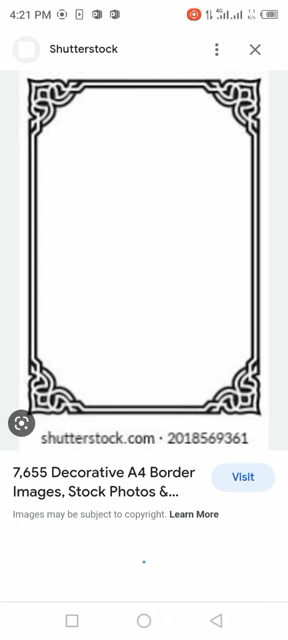 4:21 PM
Shutterstock
shutterstock.com · 2018569361
7,655 Decorative A4 Border
Images, Stock Photos &...
Visit
Images may be subject to copyright. Learn More